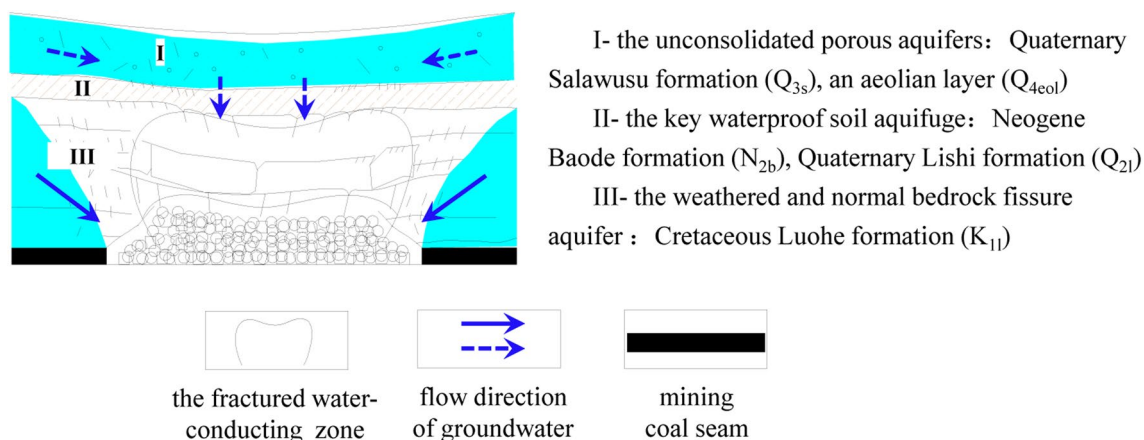 I
II
III
I- the unconsolidated porous aquifers： Quaternary
Salawusu formation (Q3s), an aeolian layer (Q4eol)
II- the key waterproof soil aquifuge： Neogene
Baode formation (N2b), Quaternary Lishi formation (Q2l)
III- the weathered and normal bedrock fissure
aquifer： Cretaceous Luohe formation (K1l)
the fractured water-
conducting zone
flow direction
of groundwater
mining
coal seam